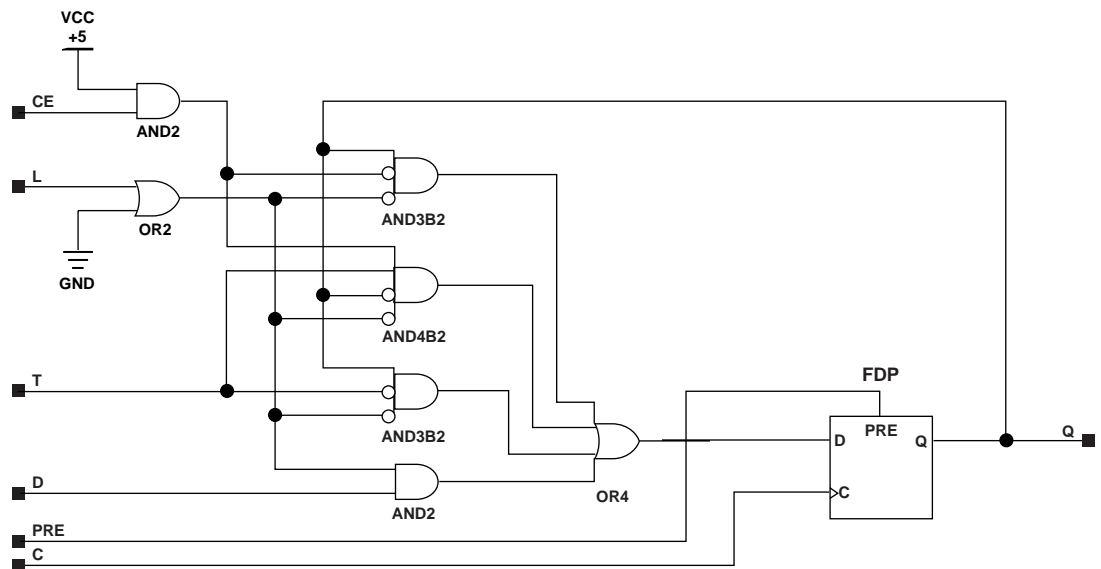 VCC
+5
CE
AND2
L
OR2
AND3B2
GND
AND4B2
T
FDP
PRE
D
Q
Q
AND3B2
D
OR4
C
AND2
PRE
C